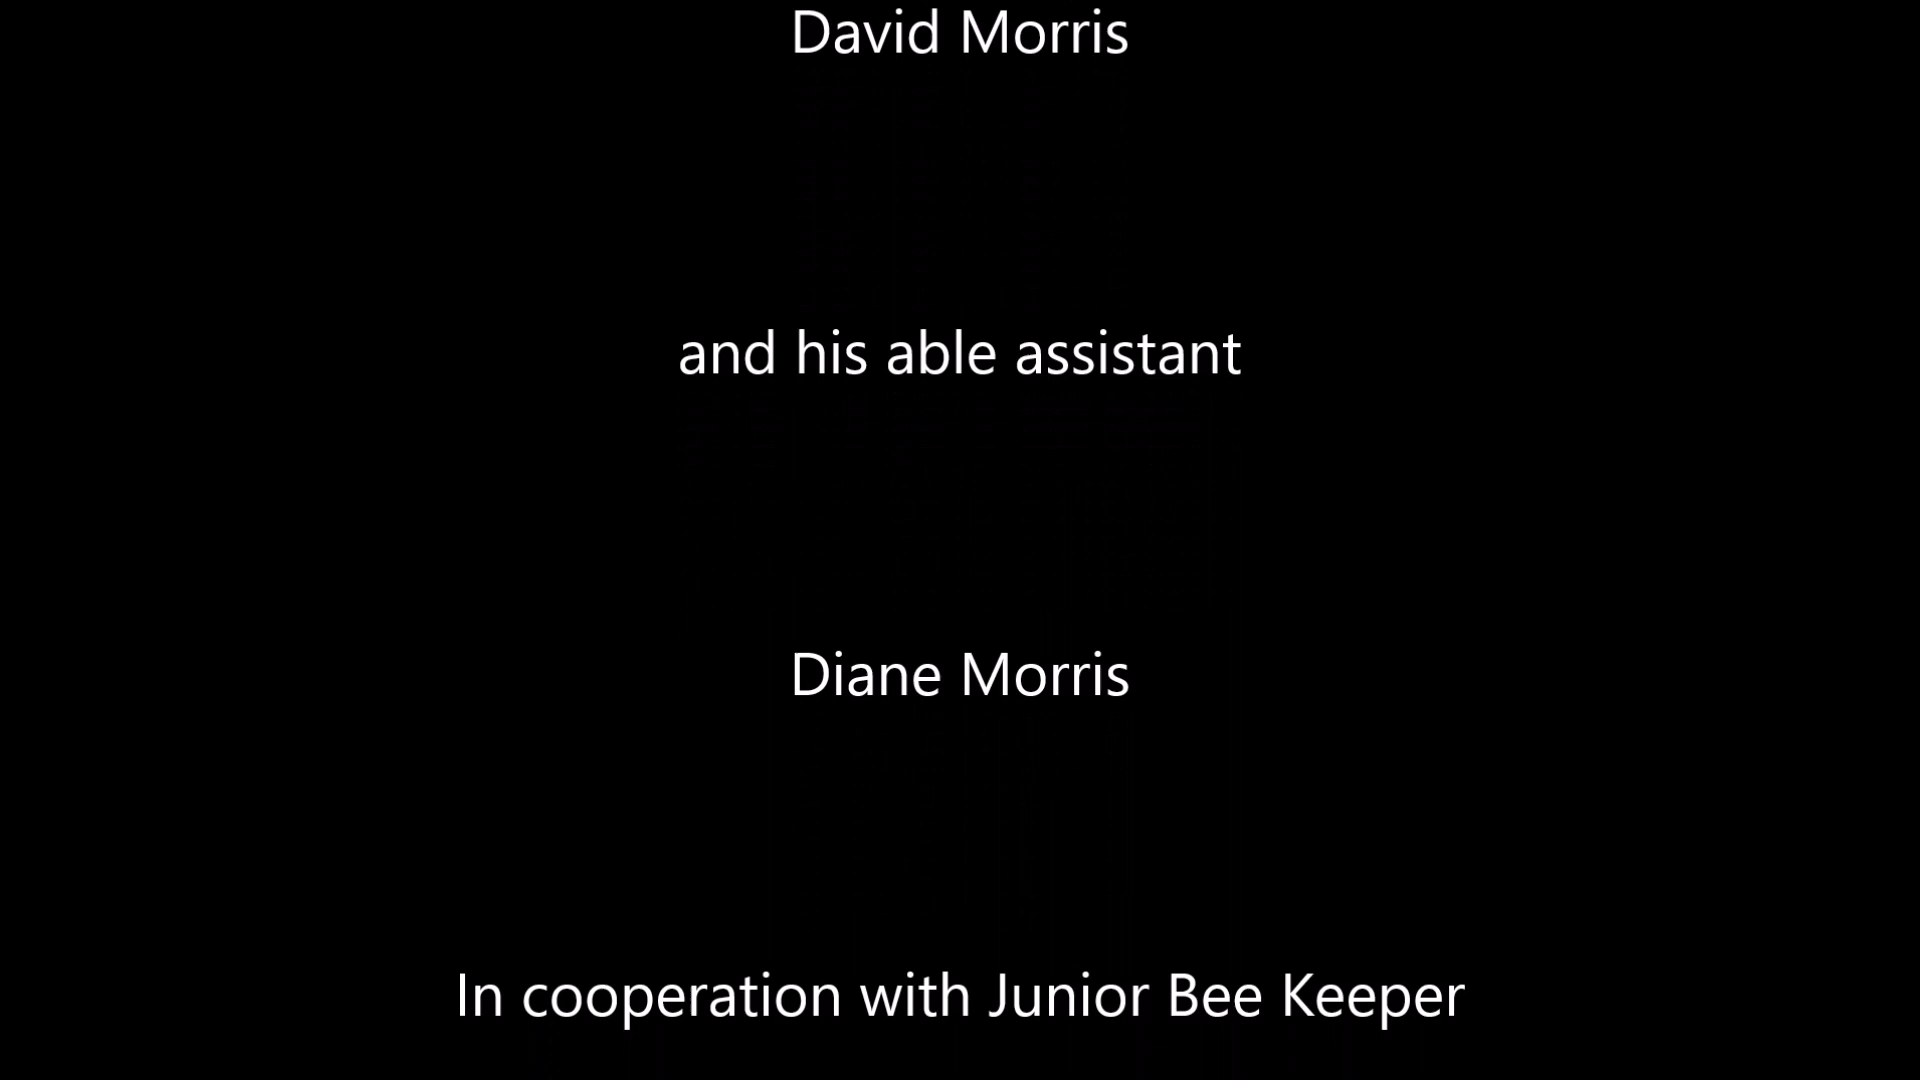 David Morris
and his able assistant
Diane Morris
In cooperation with Junior Bee Keeper